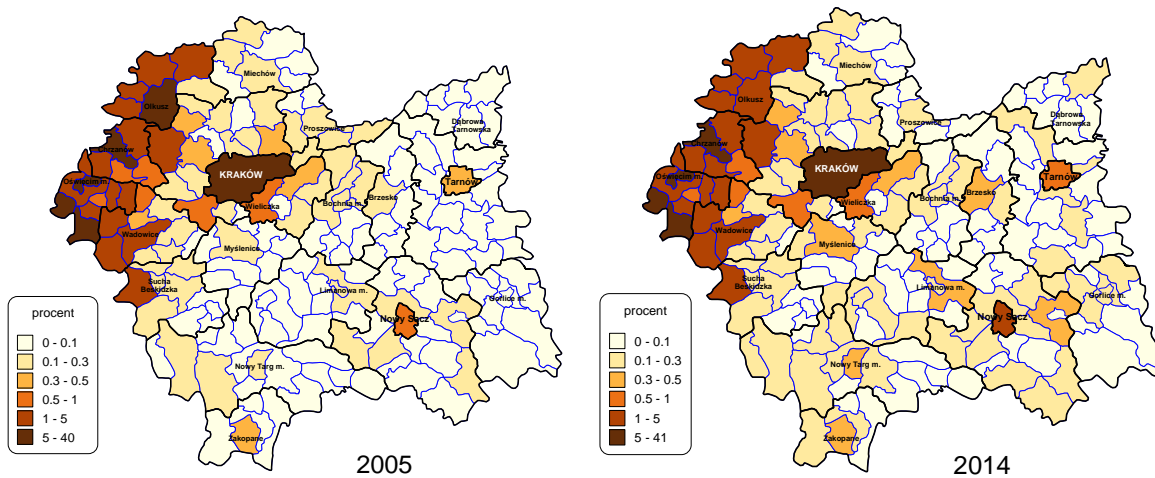 Miechów
Olkusz
Dąbrowa
Tarnowska
Proszowice
Chrzanów
KRAKÓW
Oświęcim m.
Tarnów
Wieliczka
Bochnia m.
Brzesko
Wadowice
Myślenice
Sucha
Beskidzka
Limanowa m.
Gorlice m.
Nowy Sącz
Nowy Targ m.
Zakopane
procent
0 - 0.1
0.1 - 0.3
0.3 - 0.5
0.5 - 1
1 - 5
5 - 40
2005
Miechów
Olkusz
Dąbrowa
Tarnowska
Proszowice
Chrzanów
KRAKÓW
Oświęcim m.
Tarnów
Wieliczka
Bochnia m.
Brzesko
Wadowice
Myślenice
Sucha
Beskidzka
Limanowa m.
Gorlice m.
Nowy Sącz
Nowy Targ m.
Zakopane
procent
0 - 0.1
0.1 - 0.3
0.3 - 0.5
0.5 - 1
1 - 5
5 - 41
2014